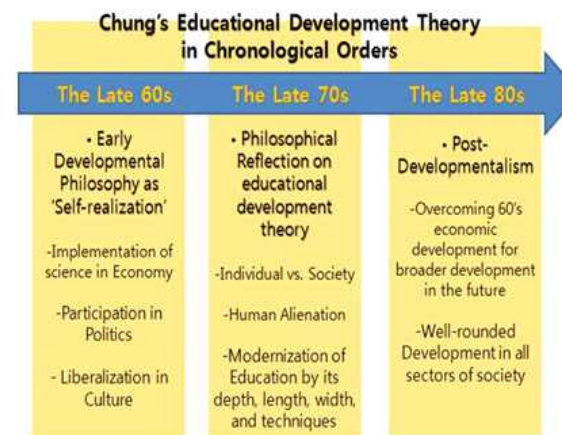 Chung's Educational Development Theory
in Chronological Orders
The Late 60s
The Late 70s
The Late 80s
• Early
Developmental
Philosophy as
'Self-realization'
-Implementation of
science in Economy
-Participation in
Politics
- Liberalization in
Culture
• Philosophical
Reflection on
educational
development
theory
-Individual vs. Society
-Human Alienation
-Modernization of
Education by its
depth, length, width,
and techniques
• Post-
Developmentalism
-Overcoming 60's
economic
development for
broader development
in the future
-Well-rounded
Development in all
sectors of society